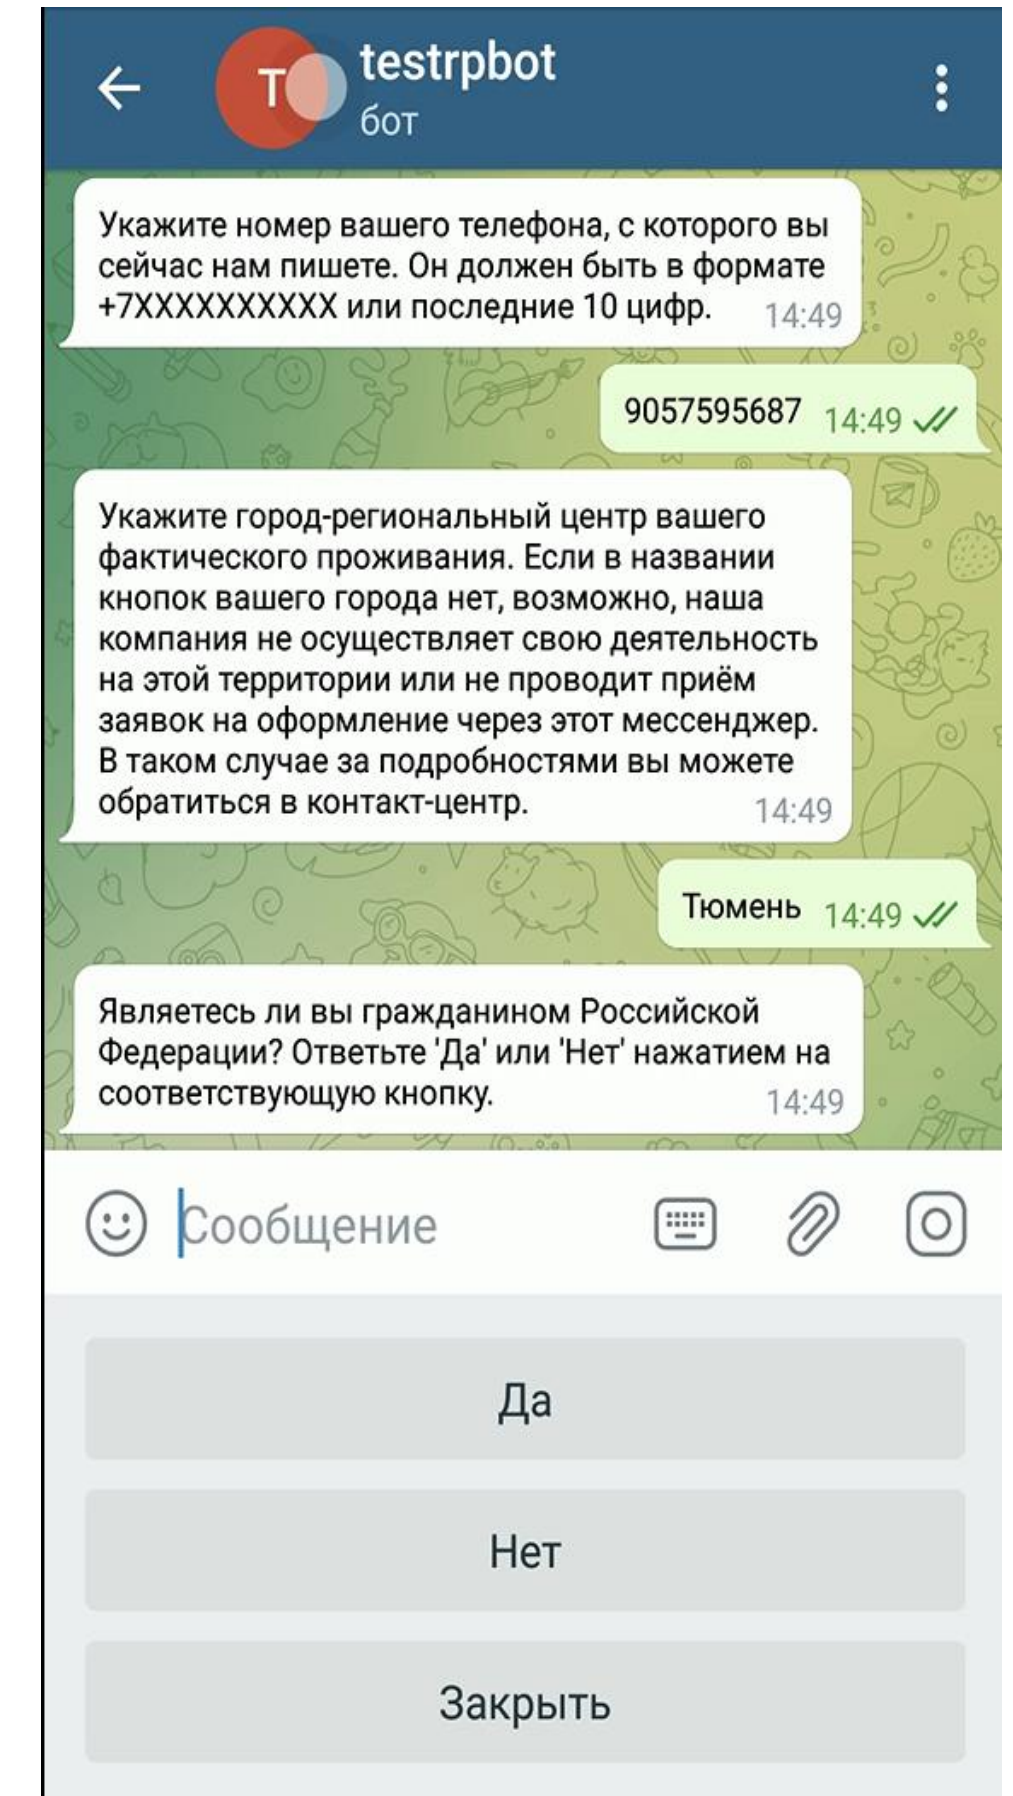 T
testrpbot
бот
Укажите номер вашего телефона, с которого вы
сейчас нам пишете. Он должен быть в формате
+7XXXXXXXXXX или последние 10 цифр. 14:49
9057595687 14:49
Укажите город-региональный центр вашего
фактического проживания. Если в названии
кнопок вашего города нет, возможно, наша
компания не осуществляет свою деятельность
на этой территории или не проводит приём
заявок на оформление через этот мессенджер.
В таком случае за подробностями вы можете
обратиться в контакт-центр. 14:49
Тюмень 14:49
Являетесь ли вы гражданином Российской
Федерации? Ответьте 'Да' или 'Нет' нажатием на
соответствующую кнопку. 14:49
Сообщение
Да
Нет
Закрыть